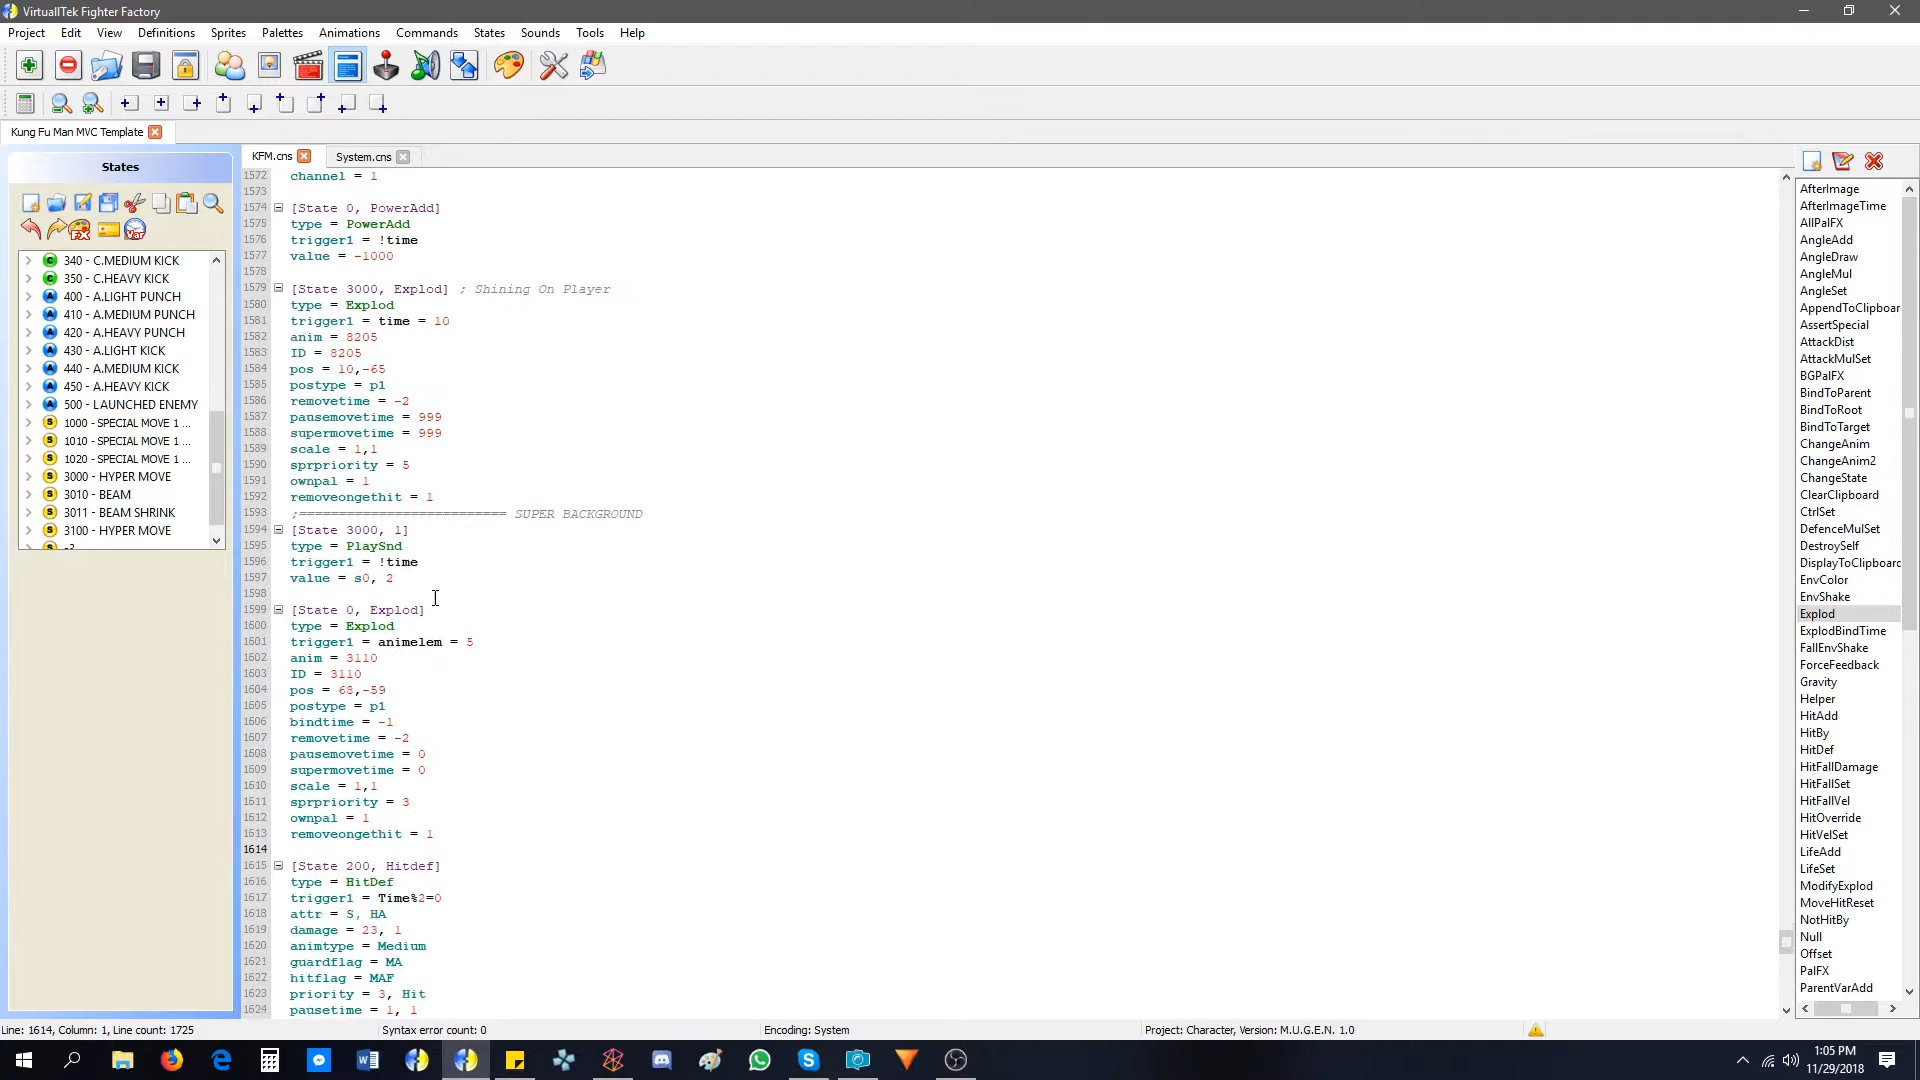 VirtuallTek Fighter Factory
Project Edit View Definitions Sprites Palettes Animations Commands States Sounds Tools Help
Kung Fu Man MVC Template
States
340 - C.MEDIUM KICK
350 - C.HEAVY KICK
400 - A.LIGHT PUNCH
410 - A.MEDIUM PUNCH
420 - A.HEAVY PUNCH
430 - A.LIGHT KICK
440 - A.MEDIUM KICK
450 - A.HEAVY KICK
500 - LAUNCHED ENEMY
1000 - SPECIAL MOVE 1 ...
1010 - SPECIAL MOVE 1 ...
1020 - SPECIAL MOVE 1 ...
3000 - HYPER MOVE
3010 - BEAM
3011 - BEAM SHRINK
3100 - HYPER MOVE
KFM.cns System.cns
1572 channel = 1
1573
1574 [State 0, PowerAdd]
1575 type = PowerAdd
1576 trigger1 = !time
1577 value = -1000
1578
1579 [State 3000, Explod] ; Shining On Player
1580 type = Explod
1581 trigger1 = time = 10
1582 anim = 8205
1583 ID = 8205
1584 pos = 10,-65
1585 postype = p1
1586 removetime = -2
1587 pausemovetime = 999
1588 supermovetime = 999
1589 scale = 1,1
1590 sprpriority = 5
1591 ownpal = 1
1592 removeongethit = 1
1593 ;========================== SUPER BACKGROUND
1594 [State 3000, 1]
1595 type = PlaySnd
1596 trigger1 = !time
1597 value = s0, 2
1598
1599 [State 0, Explod]
1600 type = Explod
1601 trigger1 = animelem = 5
1602 anim = 3110
1603 ID = 3110
1604 pos = 68,-59
1605 postype = p1
1606 bindtime = -1
1607 removetime = -2
1608 pausemovetime = 0
1609 supermovetime = 0
1610 scale = 1,1
1611 sprpriority = 3
1612 ownpal = 1
1613 removeongethit = 1
1614
1615 [State 200, Hitdef]
1616 type = HitDef
1617 trigger1 = Time%2=0
1618 attr = S, HA
1619 damage = 23, 1
1620 animtype = Medium
1621 guardflag = MA
1622 hitflag = MAF
1623 priority = 3, Hit
1624 pausetime = 1, 1
AfterImage
AfterImageTime
AllPalFX
AngleAdd
AngleDraw
AngleMul
AngleSet
AppendToClipboar
AssertSpecial
AttackDist
AttackMulSet
BGPalFX
BindToParent
BindToRoot
BindToTarget
ChangeAnim
ChangeAnim2
ChangeState
ClearClipboard
CtrlSet
DefenceMulSet
DestroySelf
DisplayToClipboarc
EnvColor
EnvShake
Explod
ExplodBindTime
FallEnvShake
ForceFeedback
Gravity
Helper
HitAdd
HitBy
HitDef
HitFallDamage
HitFallSet
HitFallVel
HitOverride
HitVelSet
LifeAdd
LifeSet
ModifyExplod
MoveHitReset
NotHitBy
Null
Offset
PalFX
ParentVarAdd
Line: 1614, Column: 1, Line count: 1725 Syntax error count: 0 Encoding: System Project: Character, Version: M.U.G.E.N. 1.0
1:05 PM
11/29/2018